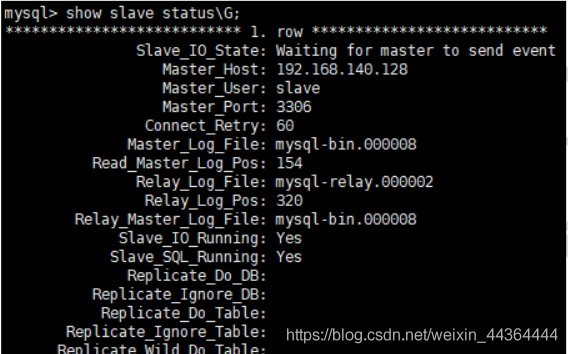 mysql> show slave status\G;
*************************** 1. row ***************************
Slave_IO_State: Waiting for master to send event
Master_Host: 192.168.140.128
Master_User: slave
Master_Port: 3306
Connect_Retry: 60
Master_Log_File: mysql-bin.000008
Read_Master_Log_Pos: 154
Relay_Log_File: mysql-relay.000002
Relay_Log_Pos: 320
Relay_Master_Log_File: mysql-bin.000008
Slave_IO_Running: Yes
Slave_SQL_Running: Yes
Replicate_Do_DB:
Replicate_Ignore_DB:
Replicate_Do_Table:
Replicate_Ignore_Table:
https://blog.csdn.net/weixin_44364444
Replicate_Wild_Do_Table: